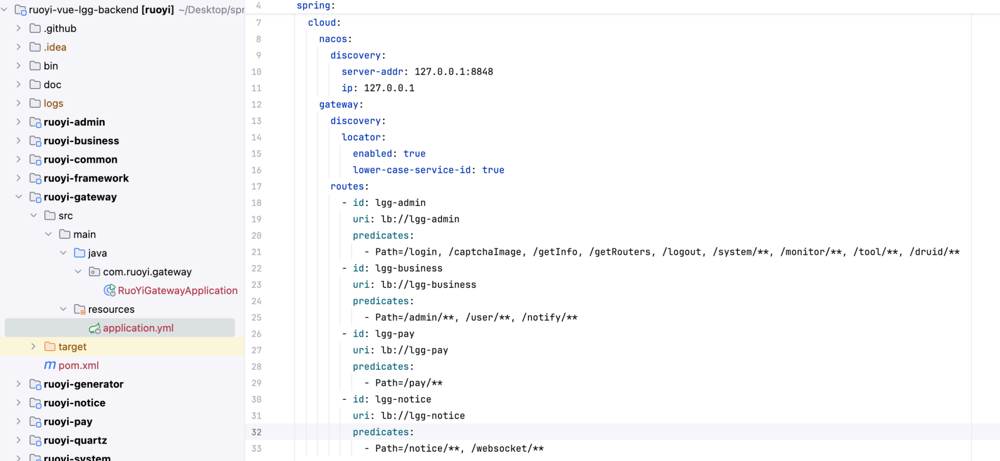 ruoyi-vue-lgg-backend [ruoyi] ~/Desktop/spr
.github
.idea
bin
doc
logs
ruoyi-admin
ruoyi-business
ruoyi-common
ruoyi-framework
ruoyi-gateway
src
main
java
com.ruoyi.gateway
RuoYiGatewayApplication
resources
application.yml
target
m pom.xml
ruoyi-generator
ruoyi-notice
ruoyi-pay
ruoyi-quartz
ruoyi-system
4 spring:
7 cloud:
8 nacos:
9 discovery:
10 server-addr: 127.0.0.1:8848
11 ip: 127.0.0.1
12 gateway:
13 discovery:
14 locator:
15 enabled: true
16 lower-case-service-id: true
17 routes:
18 - id: lgg-admin
19 uri: lb://lgg-admin
20 predicates:
21 - Path=/login, /captchaImage, /getInfo, /getRouters, /logout, /system/**, /monitor/**, /tool/**, /druid/**
22 - id: lgg-business
23 uri: lb://lgg-business
24 predicates:
25 - Path=/admin/**, /user/**, /notify/**
26 - id: lgg-pay
27 uri: lb://lgg-pay
28 predicates:
29 - Path=/pay/**
30 - id: lgg-notice
31 uri: lb://lgg-notice
32 predicates:
33 - Path=/notice/**, /websocket/**